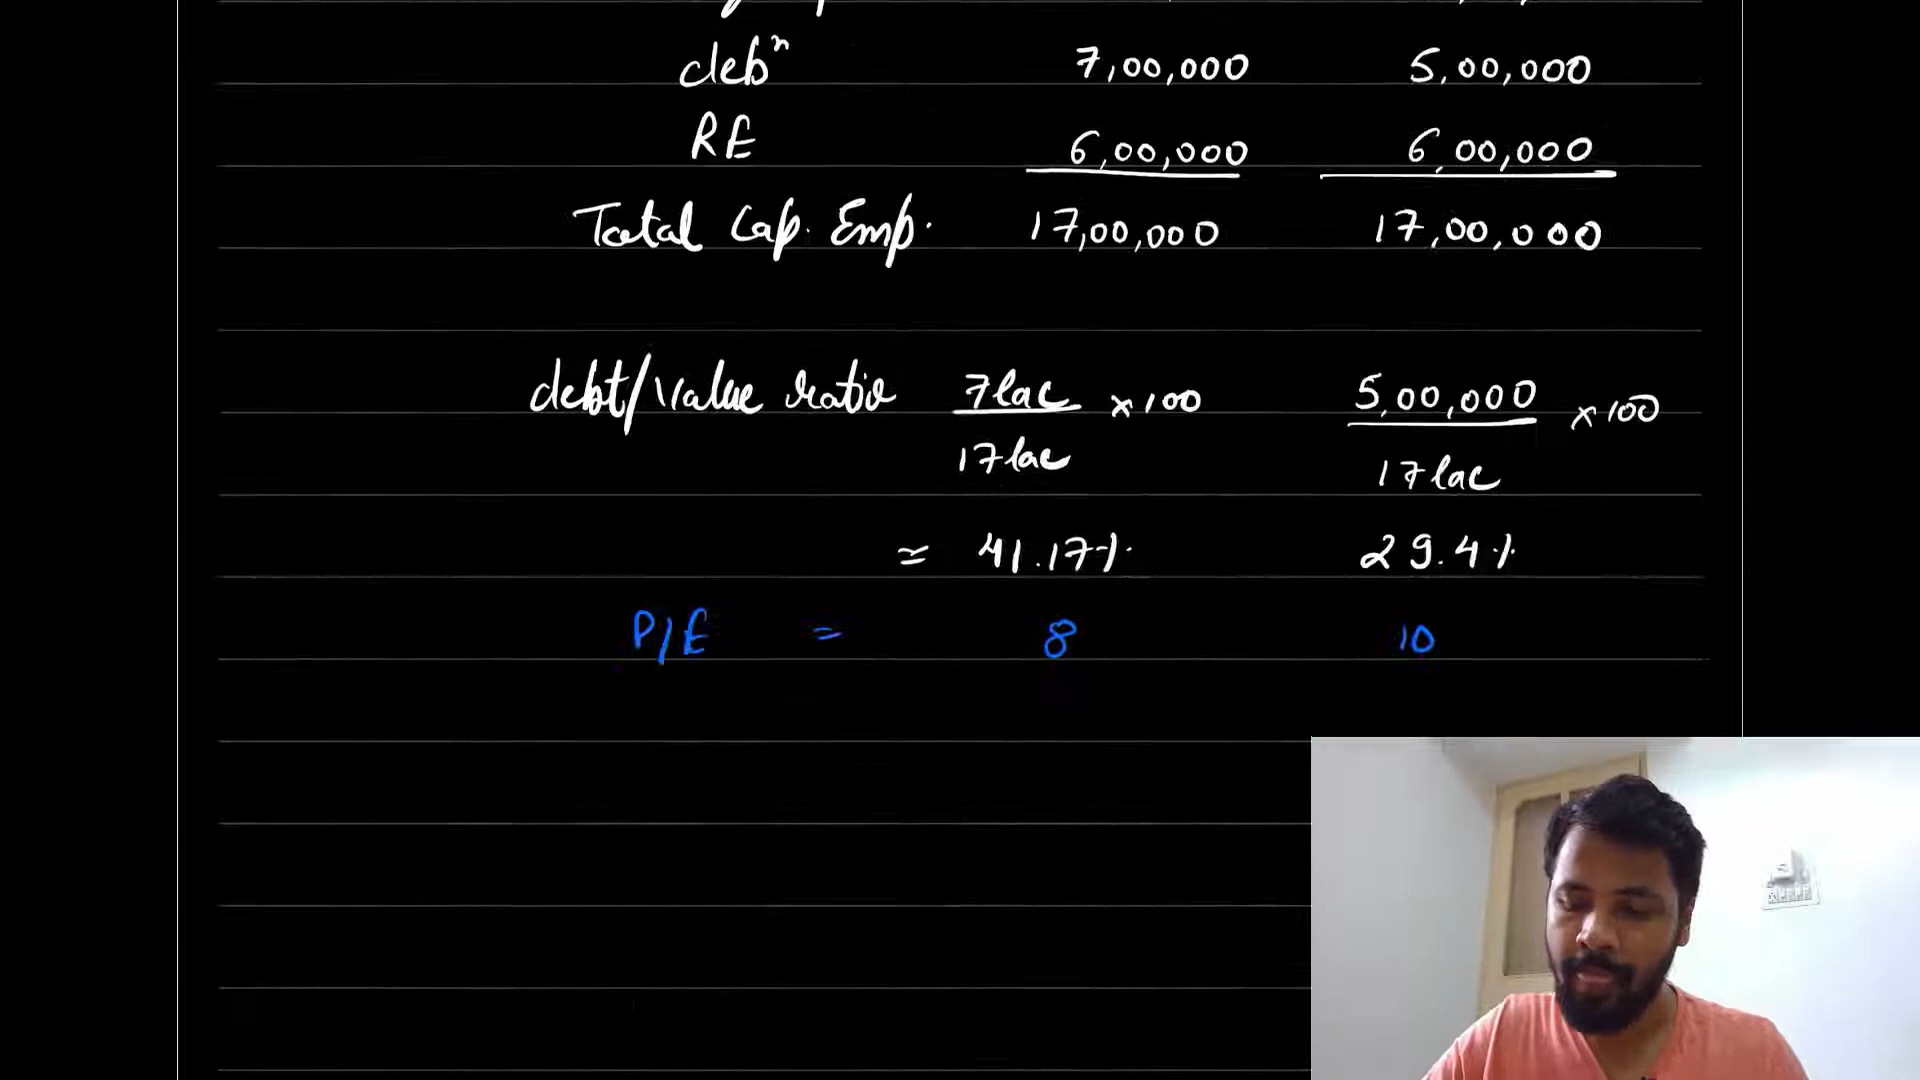 debⁿ 7,00,000 5,00,000
RE 6,00,000 6,00,000
Total Cap. Emp. 17,00,000 17,00,000
debt/value ratio 7lac/17lac × 100 5,00,000/17lac × 100
≃ 41.17% 29.4%
P/E = 8 10